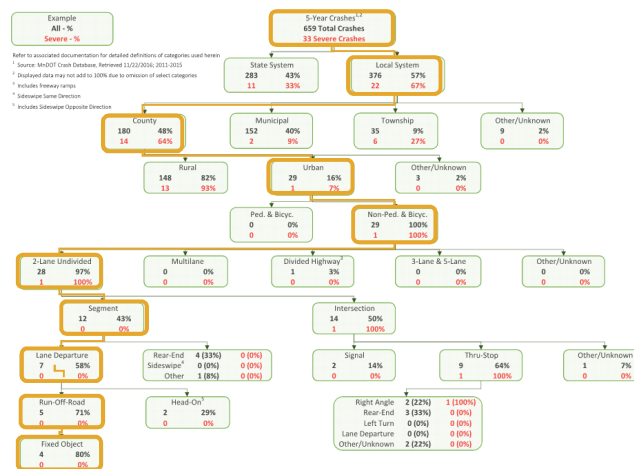 Example
All - %
Severe - %
5-Year Crashes1,2
659 Total Crashes
33 Severe Crashes
Refer to associated documentation for detailed definitions of categories used herein
1 Source: MnDOT Crash Database, Retrieved 11/22/2016; 2011-2015
2 Displayed data may not add to 100% due to omission of select categories
3 Includes freeway ramps
4 Sideswipe Same Direction
5 Includes Sideswipe Opposite Direction
State System
283 43%
11 33%
Local System
376 57%
22 67%
County
180 48%
14 64%
Municipal
152 40%
2 9%
Township
35 9%
6 27%
Other/Unknown
9 2%
0 0%
Rural
148 82%
13 93%
Urban
29 16%
1 7%
Other/Unknown
3 2%
0 0%
Ped. & Bicyc.
0 0%
0 0%
Non-Ped. & Bicyc.
29 100%
1 100%
2-Lane Undivided
28 97%
1 100%
Multilane
0 0%
0 0%
Divided Highway3
1 3%
0 0%
3-Lane & 5-Lane
0 0%
0 0%
Other/Unknown
0 0%
0 0%
Segment
12 43%
0 0%
Intersection
14 50%
1 100%
Lane Departure
7 58%
0 0%
Rear-End 4 (33%) 0 (0%)
Sideswipe4 0 (0%) 0 (0%)
Other 1 (8%) 0 (0%)
Signal
2 14%
0 0%
Thru-Stop
9 64%
1 100%
Other/Unknown
1 7%
0 0%
Run-Off-Road
5 71%
0 0%
Head-On5
2 29%
0 0%
Right Angle 2 (22%) 1 (100%)
Rear-End 3 (33%) 0 (0%)
Left Turn 0 (0%) 0 (0%)
Lane Departure 0 (0%) 0 (0%)
Other/Unknown 2 (22%) 0 (0%)
Fixed Object
4 80%
0 0%